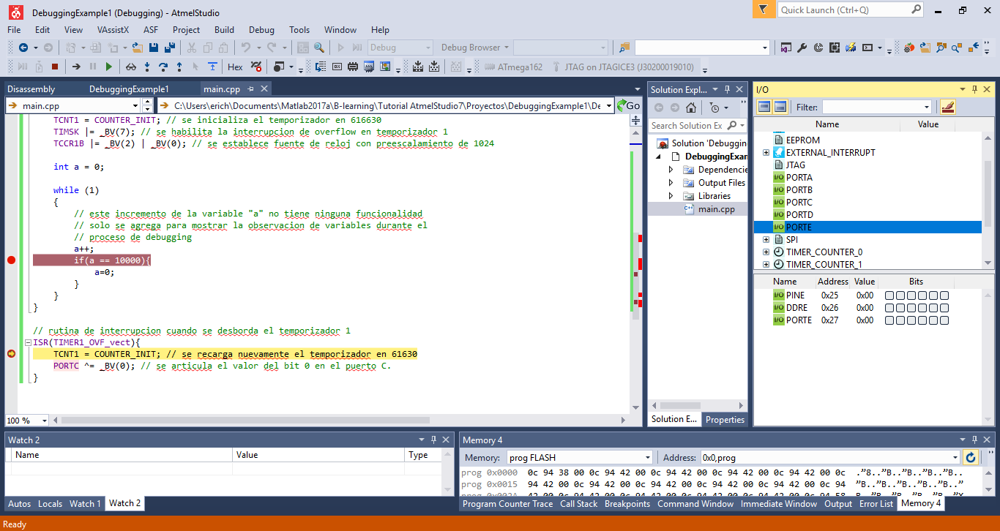 DebuggingExample1 (Debugging) - AtmelStudio
Quick Launch (Ctrl+Q)
File Edit View VAssistX ASF Project Build Debug Tools Window Help
Debug Debug Browser
Hex ATmega162 JTAG on JTAGICE3 (J30200019010)
Disassembly DebuggingExample1 main.cpp
main.cpp C:\Users\erich\Documents\Matlab2017a\B-learning\Tutorial AtmelStudio7\Proyectos\DebuggingExample1\De Go
TCNT1 = COUNTER_INIT; // se inicializa el temporizador en 616630
TIMSK |= _BV(7); // se habilita la interrupcion de overflow en temporizador 1
TCCR1B |= _BV(2) | _BV(0); // se establece fuente de reloj con preescalamiento de 1024
int a = 0;
while (1)
{
// este incremento de la variable "a" no tiene ninguna funcionalidad
// solo se agrega para mostrar la observacion de variables durante el
// proceso de debugging
a++;
if(a == 10000){
a=0;
}
}
}
// rutina de interrupcion cuando se desborda el temporizador 1
ISR(TIMER1_OVF_vect){
TCNT1 = COUNTER_INIT; // se recarga nuevamente el temporizador en 61630
PORTC ^= _BV(0); // se articula el valor del bit 0 en el puerto C.
}
100 %
Solution Expl...
Search Solution Ex
Solution 'Debugging
DebuggingExam
Dependencie
Output Files
Libraries
main.cpp
Solution E... Properties
I/O
Filter:
Name Value
EEPROM
EXTERNAL_INTERRUPT
JTAG
I/O PORTA
I/O PORTB
I/O PORTC
I/O PORTD
I/O PORTE
SPI
TIMER_COUNTER_0
TIMER_COUNTER_1
Name Address Value Bits
I/O PINE 0x25 0x00
I/O DDRE 0x26 0x00
I/O PORTE 0x27 0x00
Watch 2
Name Value Type
Autos Locals Watch 1 Watch 2
Memory 4
Memory: prog FLASH Address: 0x0,prog
prog 0x0000 0c 94 38 00 0c 94 42 00 0c 94 42 00 0c 94 42 00 0c 94 42 00 0c .”8..”B..”B..”B..”B..
prog 0x0015 94 42 00 0c 94 42 00 0c 94 42 00 0c 94 42 00 0c 94 42 00 0c 94 ”B..”B..”B..”B..”B..”
Program Counter Trace Call Stack Breakpoints Command Window Immediate Window Output Error List Memory 4
Ready